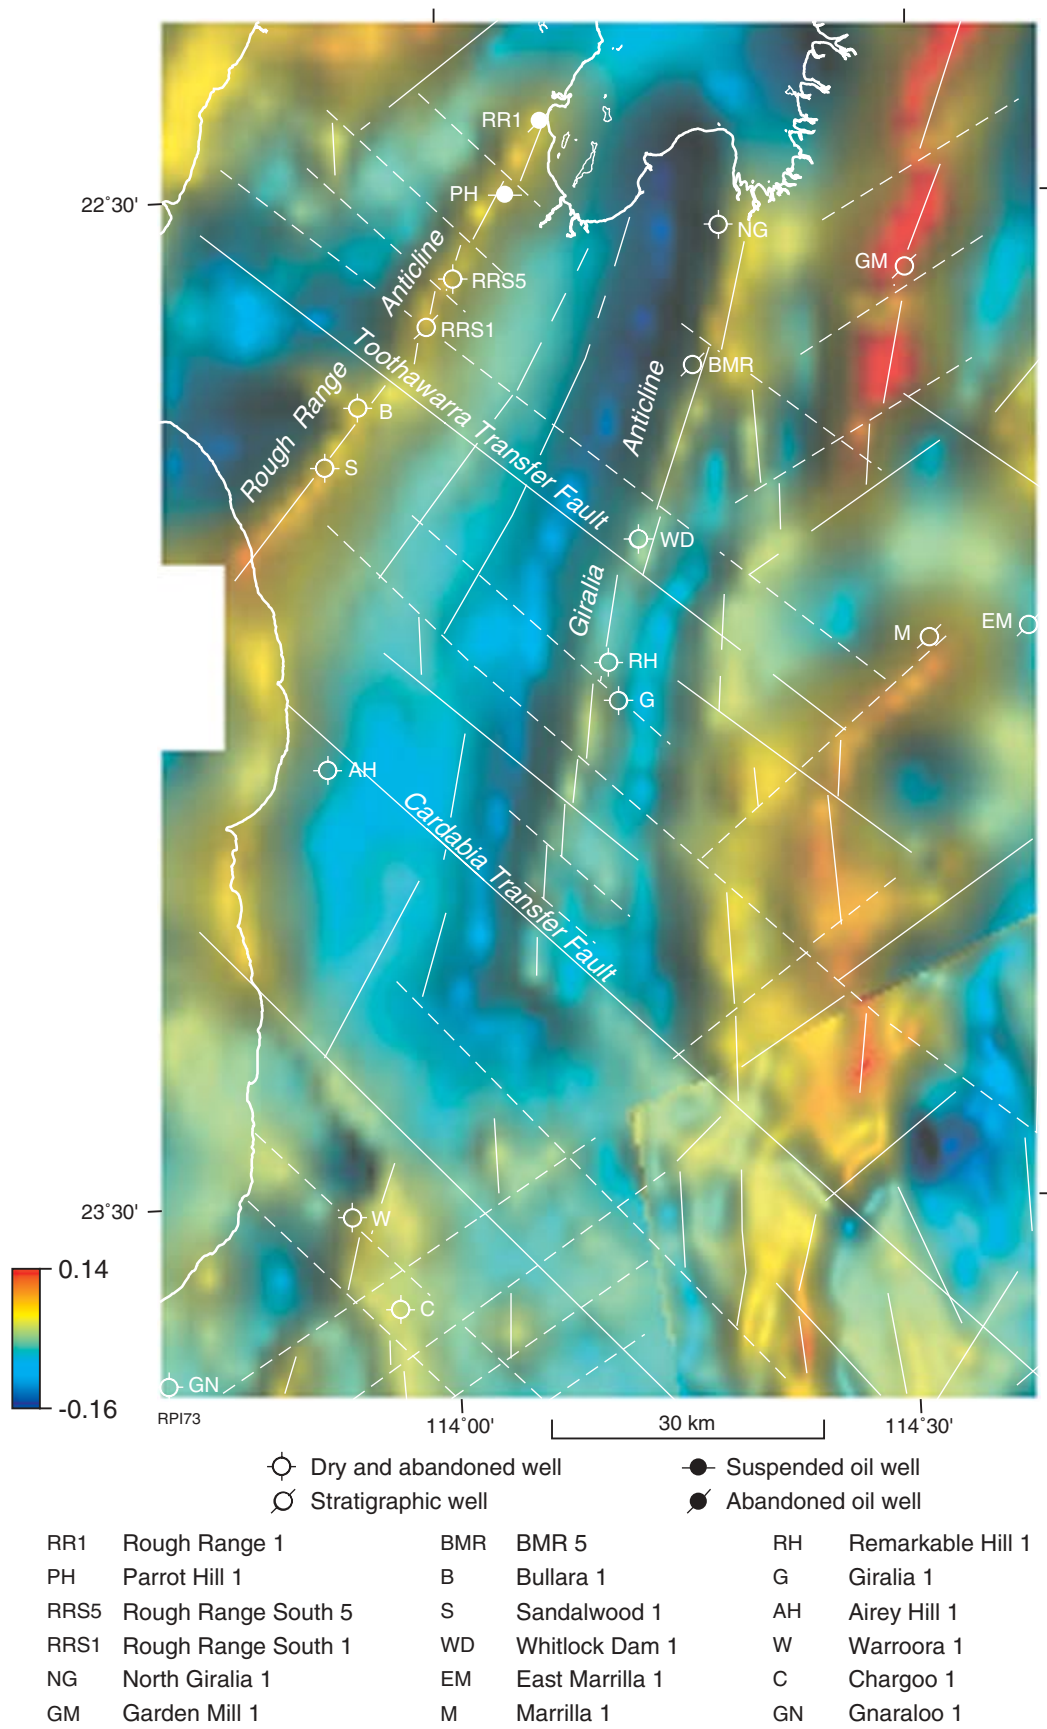 RR1
22°30'
PH
NG
GM
Anticline
RRS5
RRS1
Toothawarra Transfer Fault
Anticline
BMR
Rough Range
B
S
WD
Giralia
EM
M
RH
G
AH
Cardabia Transfer Fault
23°30'
W
0.14
C
-0.16
GN
RPI73
114°00'
30 km
114°30'
Dry and abandoned well
Suspended oil well
Stratigraphic well
Abandoned oil well
RR1 Rough Range 1 BMR BMR 5 RH Remarkable Hill 1
PH Parrot Hill 1 B Bullara 1 G Giralia 1
RRS5 Rough Range South 5 S Sandalwood 1 AH Airey Hill 1
RRS1 Rough Range South 1 WD Whitlock Dam 1 W Warroora 1
NG North Giralia 1 EM East Marrilla 1 C Chargoo 1
GM Garden Mill 1 M Marrilla 1 GN Gnaraloo 1